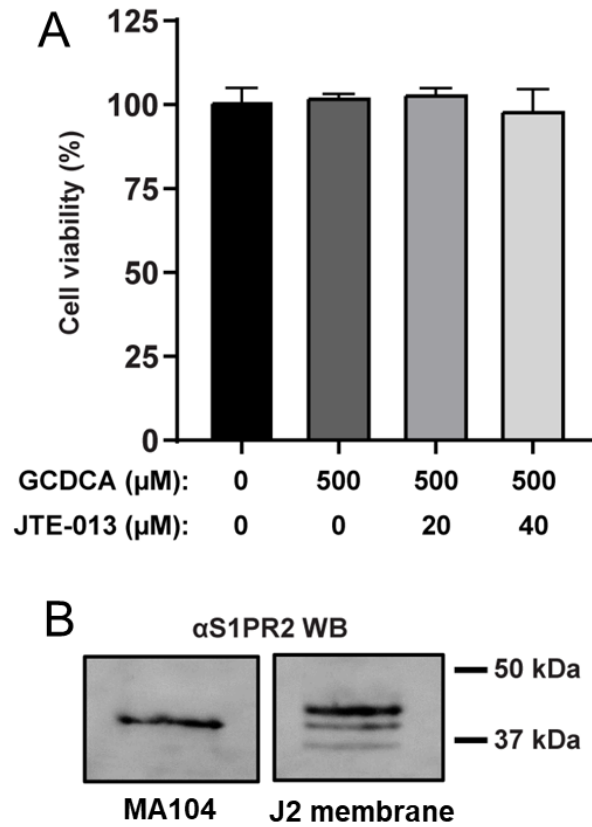 A
Cell viability (%)
125
100
75
50
25
0
GCDCA (µM): 0 500 500 500
JTE-013 (µM): 0 0 20 40
B
αS1PR2 WB
50 kDa
37 kDa
MA104 J2 membrane